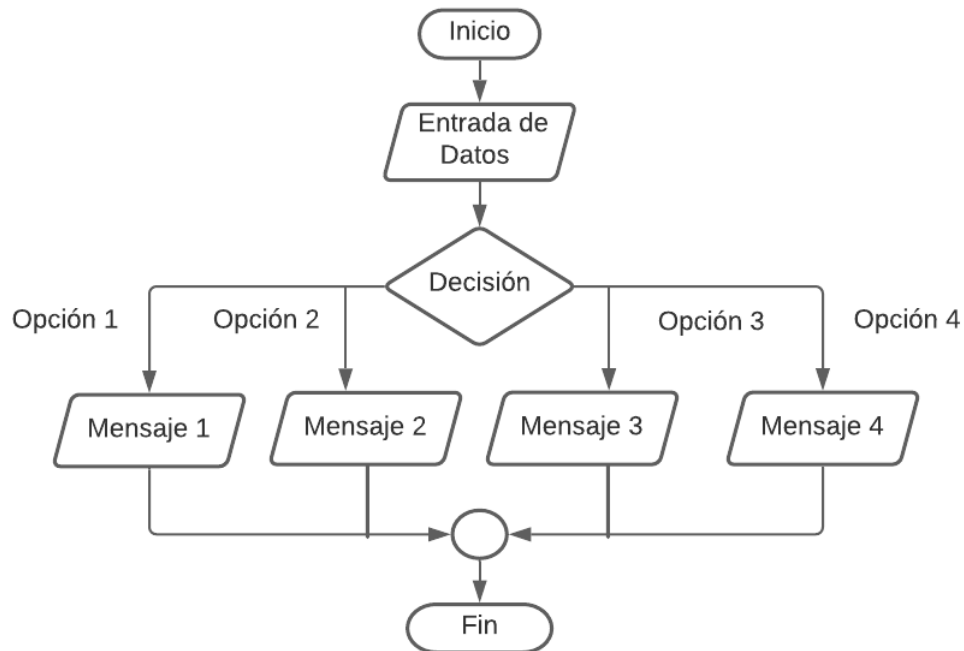 Inicio
Entrada de
Datos
Decisión
Opción 1
Opción 2
Opción 3
Opción 4
Mensaje 1
Mensaje 2
Mensaje 3
Mensaje 4
Fin